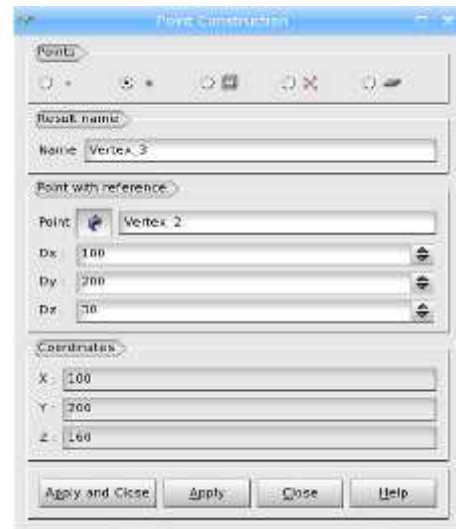 Point Construction
Points
Result name
Name Vertex_3
Point with reference
Point Vertex_2
Dx : 100
Dy : 200
Dz :
Coordinates
X : 100
Y : 200
Z : 160
Apply and Close Apply Close Help